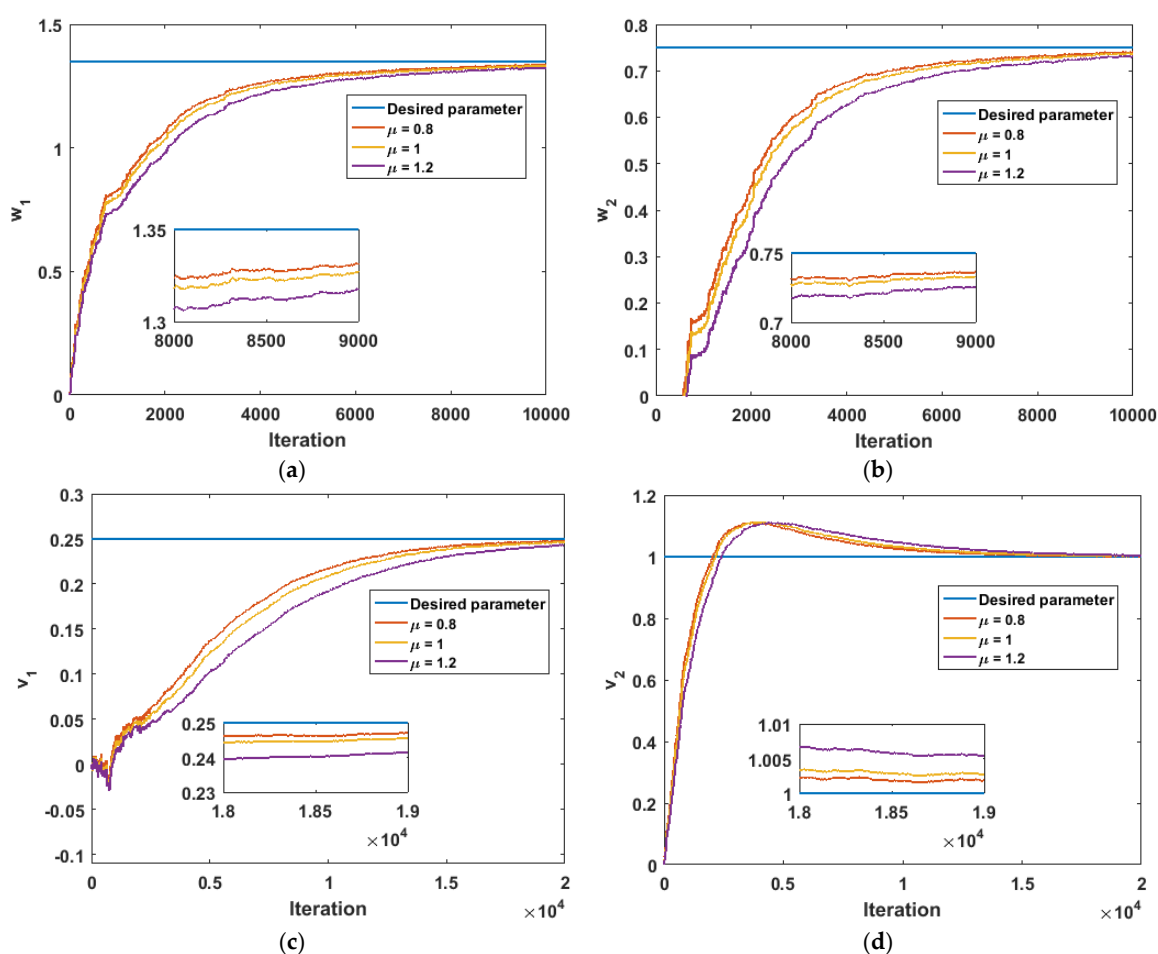 1.5
1
0.5
0
w1
Desired parameter
μ = 0.8
μ = 1
μ = 1.2
1.35
1.3
8000 8500 9000
0 2000 4000 6000 8000 10000
Iteration
(a)
0.8
0.7
0.6
0.5
0.4
0.3
0.2
0.1
0
w2
Desired parameter
μ = 0.8
μ = 1
μ = 1.2
0.75
0.7
8000 8500 9000
0 2000 4000 6000 8000 10000
Iteration
(b)
0.3
0.25
0.2
0.15
0.1
0.05
0
-0.05
-0.1
v1
Desired parameter
μ = 0.8
μ = 1
μ = 1.2
0.25
0.24
0.23
1.8 1.85 1.9
×10^4
0 0.5 1 1.5 2
Iteration
×10^4
(c)
1.2
1
0.8
0.6
0.4
0.2
0
v2
Desired parameter
μ = 0.8
μ = 1
μ = 1.2
1.01
1.005
1
1.8 1.85 1.9
×10^4
0 0.5 1 1.5 2
Iteration
×10^4
(d)